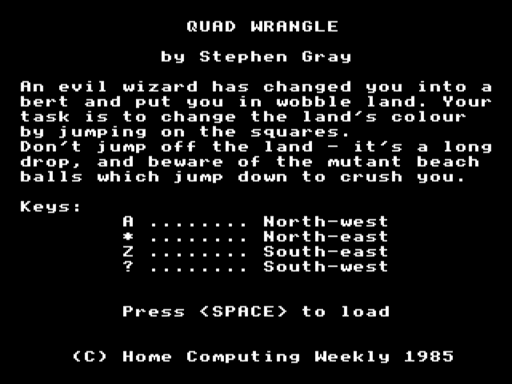 QUAD WRANGLE
by Stephen Gray
An evil wizard has changed you into a
bert and put you in wobble land. Your
task is to change the land's colour
by jumping on the squares.
Don't jump off the land - it's a long
drop, and beware of the mutant beach
balls which jump down to crush you.
Keys:
A ........ North-west
* ........ North-east
Z ........ South-east
? ........ South-west
Press <SPACE> to load
(C) Home Computing Weekly 1985